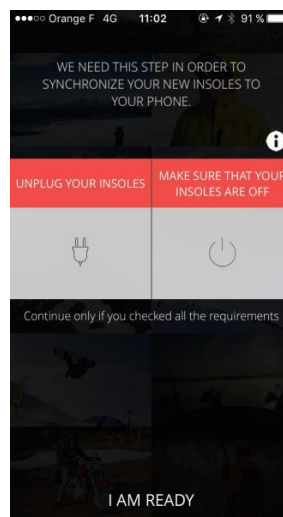 Orange F 4G 11:02 91 %
WE NEED THIS STEP IN ORDER TO
SYNCHRONIZE YOUR NEW INSOLES TO
YOUR PHONE.
i
UNPLUG YOUR INSOLES
MAKE SURE THAT YOUR
INSOLES ARE OFF
Continue only if you checked all the requirements
I AM READY